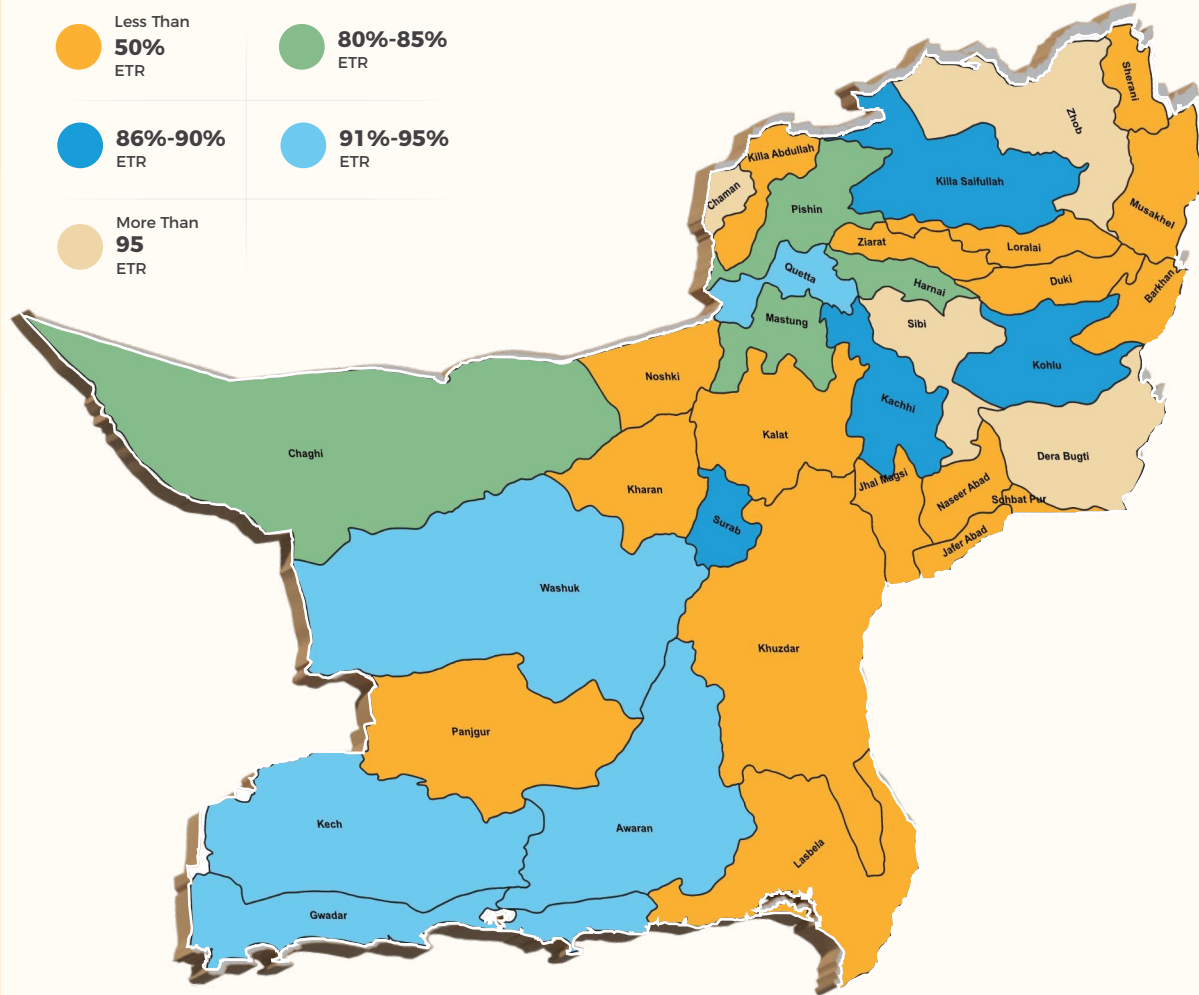 Less Than
50%
ETR
80%-85%
ETR
86%-90%
ETR
91%-95%
ETR
More Than
95
ETR
Sherani
Zhob
Killa Abdullah
Chaman
Killa Saifullah
Musakhel
Pishin
Ziarat
Loralai
Quetta
Harnai
Duki
Barkhan
Mastung
Sibi
Kohlu
Noshki
Kachhi
Kalat
Chaghi
Dera Bugti
Kharan
Jhal Magsi
Naseer Abad
Sohbat Pur
Surab
Jafer Abad
Washuk
Khuzdar
Panjgur
Kech
Awaran
Lasbela
Gwadar